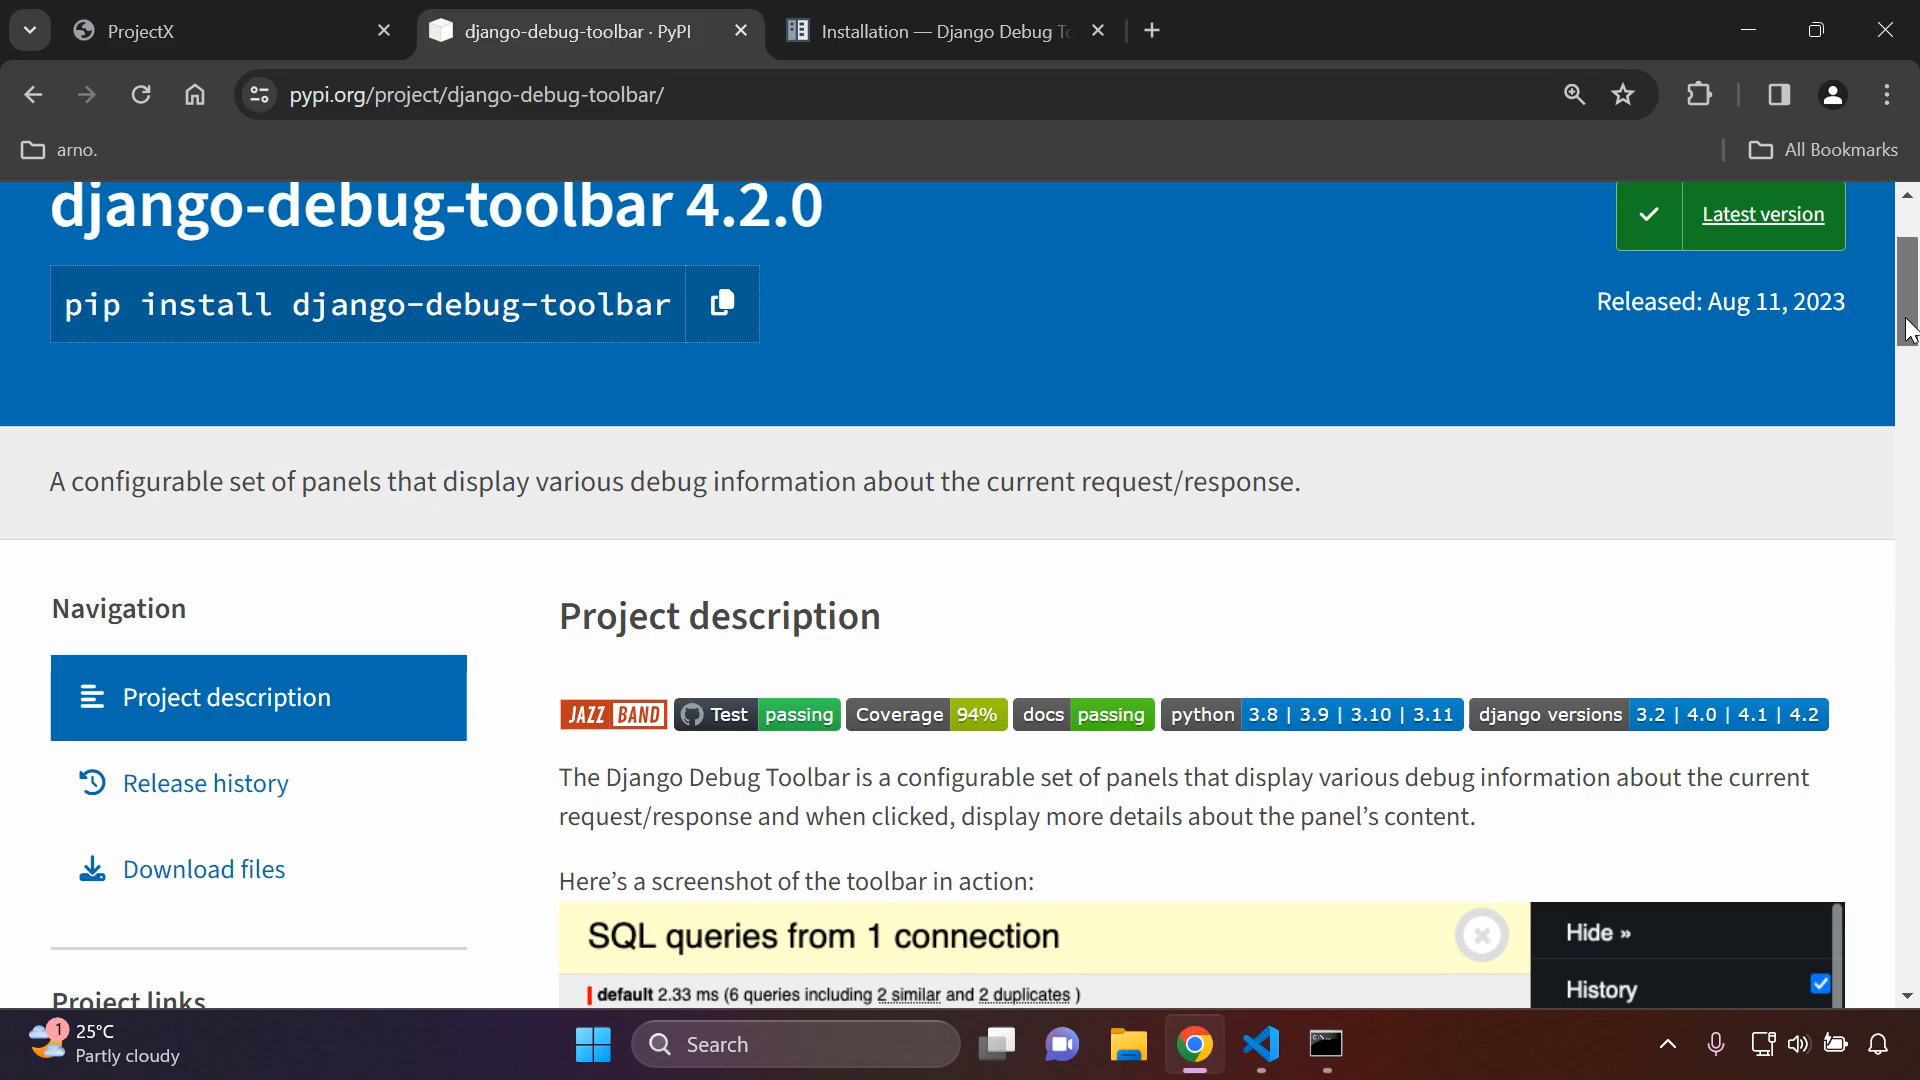 ProjectX
django-debug-toolbar · PyPI
Installation — Django Debug To
pypi.org/project/django-debug-toolbar/
arno.
All Bookmarks
django-debug-toolbar 4.2.0
Latest version
pip install django-debug-toolbar
Released: Aug 11, 2023
A configurable set of panels that display various debug information about the current request/response.
Navigation
Project description
Release history
Download files
Project links
Project description
JAZZ BAND
Test passing
Coverage 94%
docs passing
python 3.8 | 3.9 | 3.10 | 3.11
django versions 3.2 | 4.0 | 4.1 | 4.2
The Django Debug Toolbar is a configurable set of panels that display various debug information about the current
request/response and when clicked, display more details about the panel’s content.
Here’s a screenshot of the toolbar in action:
SQL queries from 1 connection
default 2.33 ms (6 queries including 2 similar and 2 duplicates )
Hide »
History
1
25°C
Partly cloudy
Search